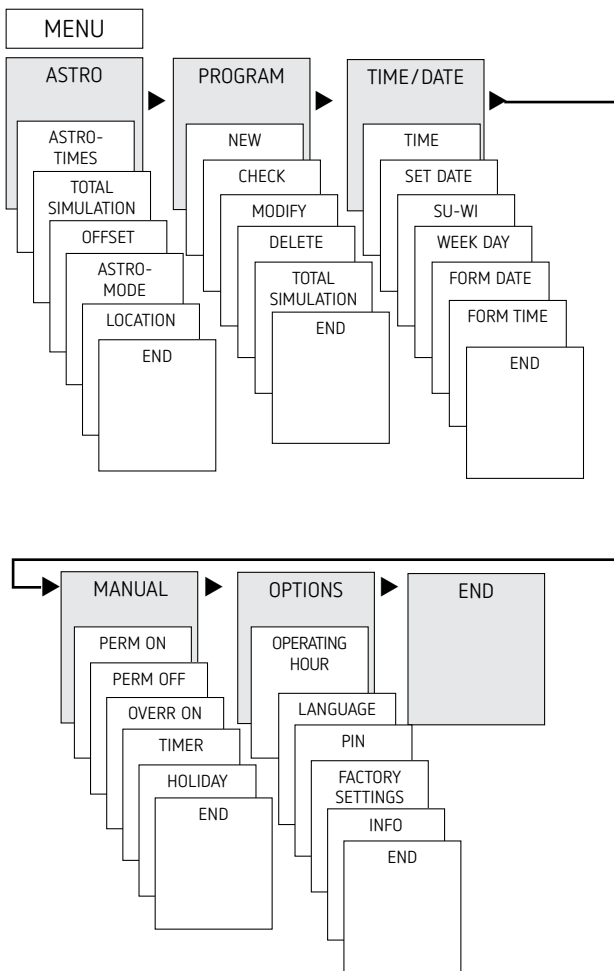 MENU
ASTRO
ASTRO-
TIMES
TOTAL
SIMULATION
OFFSET
ASTRO-
MODE
LOCATION
END
PROGRAM
NEW
CHECK
MODIFY
DELETE
TOTAL
SIMULATION
END
TIME/DATE
TIME
SET DATE
SU-WI
WEEK DAY
FORM DATE
FORM TIME
END
MANUAL
PERM ON
PERM OFF
OVERR ON
TIMER
HOLIDAY
END
OPTIONS
OPERATING
HOUR
LANGUAGE
PIN
FACTORY
SETTINGS
INFO
END
END